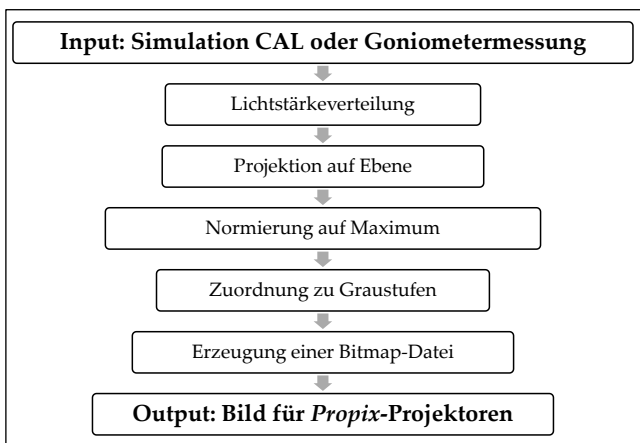 Input: Simulation CAL oder Goniometermessung
Lichtstärkeverteilung
Projektion auf Ebene
Normierung auf Maximum
Zuordnung zu Graustufen
Erzeugung einer Bitmap-Datei
Output: Bild für Propix-Projektoren